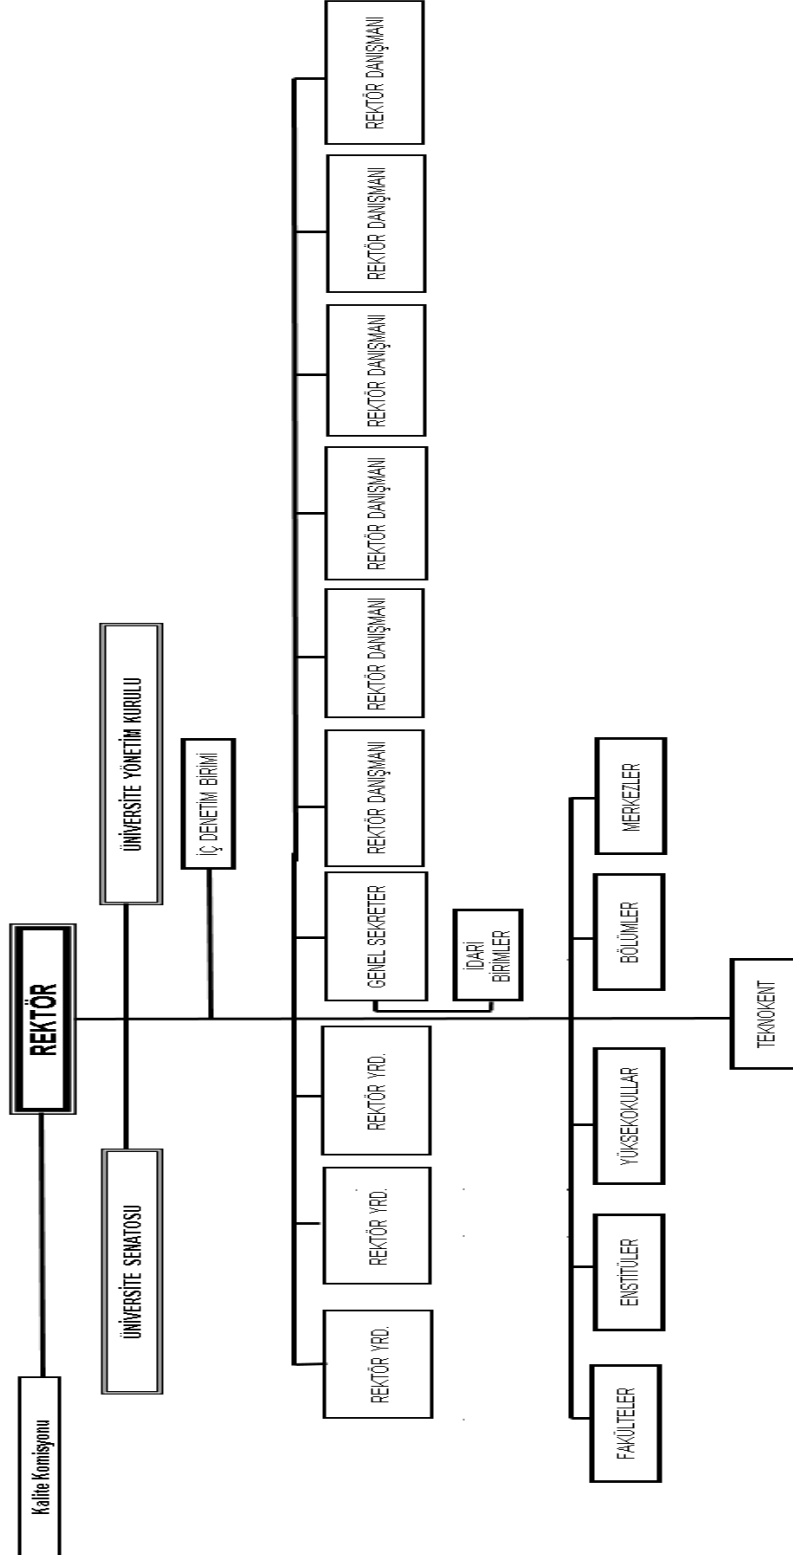 REKTÖR
Kalite Komisyonu
ÜNİVERSİTE SENATOSU
ÜNİVERSİTE YÖNETİM KURULU
İÇ DENETİM BİRİMİ
REKTÖR YRD.
REKTÖR YRD.
REKTÖR YRD.
GENEL SEKRETER
REKTÖR DANIŞMANI
REKTÖR DANIŞMANI
REKTÖR DANIŞMANI
REKTÖR DANIŞMANI
REKTÖR DANIŞMANI
REKTÖR DANIŞMANI
İDARİ
BİRİMLER
FAKÜLTELER
ENSTİTÜLER
YÜKSEKOKULLAR
BÖLÜMLER
MERKEZLER
TEKNOKENT